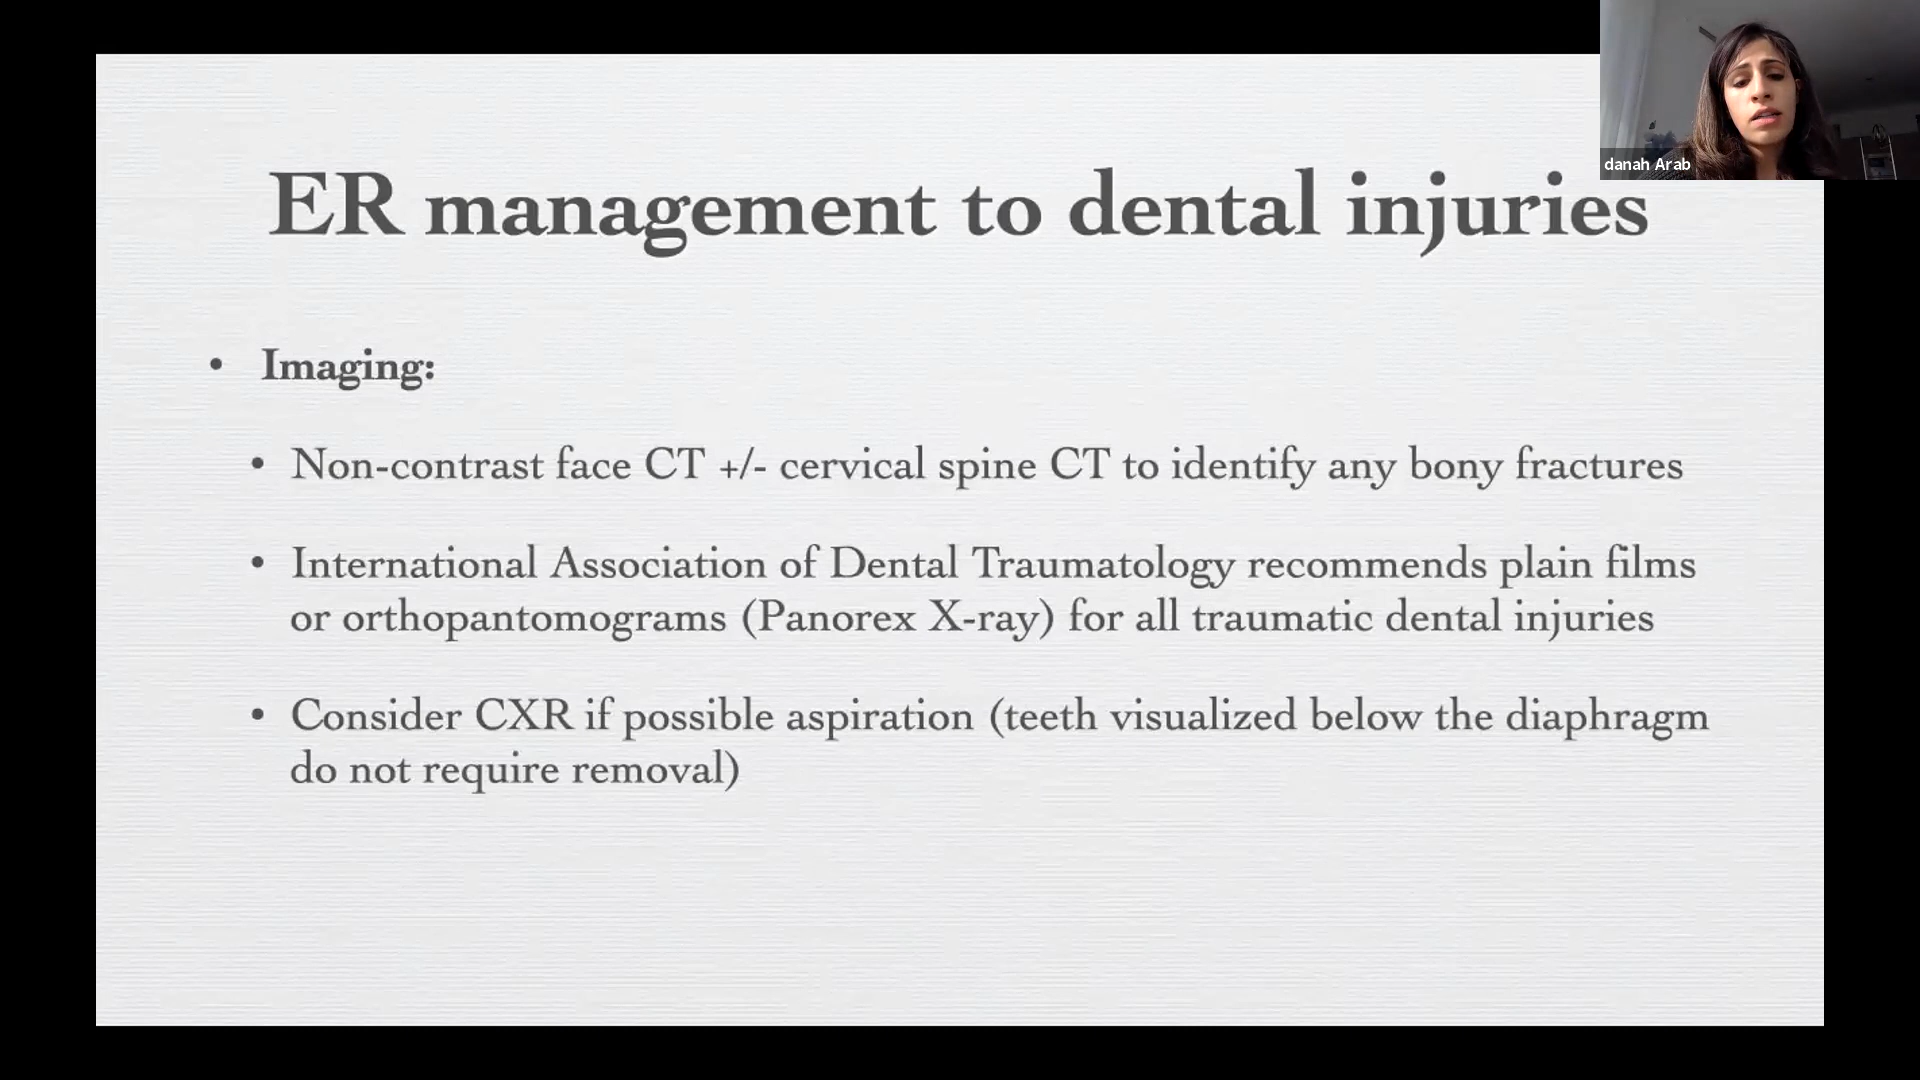 danah Arab
ER management to dental injuries
• Imaging:
• Non-contrast face CT +/- cervical spine CT to identify any bony fractures
• International Association of Dental Traumatology recommends plain films
or orthopantomograms (Panorex X-ray) for all traumatic dental injuries
• Consider CXR if possible aspiration (teeth visualized below the diaphragm
do not require removal)